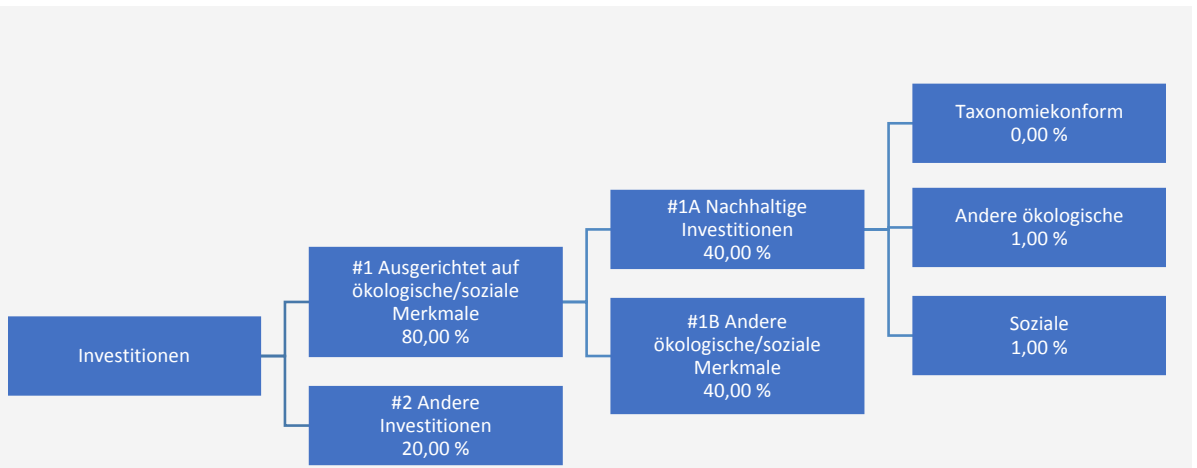 Investitionen
#1 Ausgerichtet auf
ökologische/soziale
Merkmale
80,00 %
#2 Andere
Investitionen
20,00 %
#1A Nachhaltige
Investitionen
40,00 %
#1B Andere
ökologische/soziale
Merkmale
40,00 %
Taxonomiekonform
0,00 %
Andere ökologische
1,00 %
Soziale
1,00 %